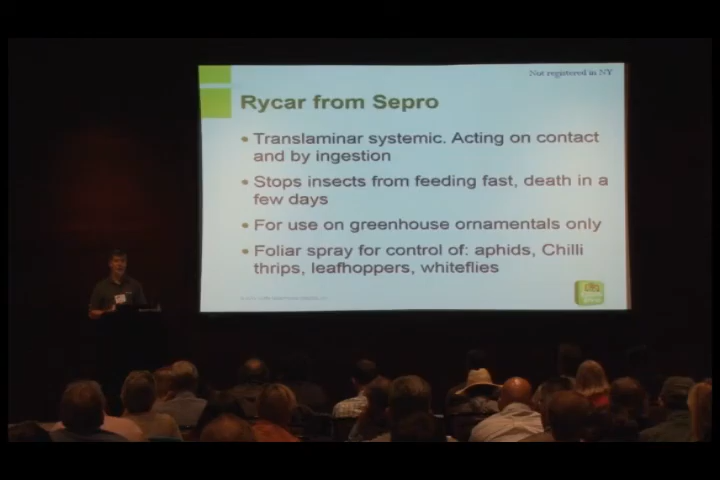 Not registered in NY
Rycar from Sepro
• Translaminar systemic. Acting on contact
and by ingestion
• Stops insects from feeding fast, death in a
few days
• For use on greenhouse ornamentals only
• Foliar spray for control of: aphids, Chilli
thrips, leafhoppers, whiteflies